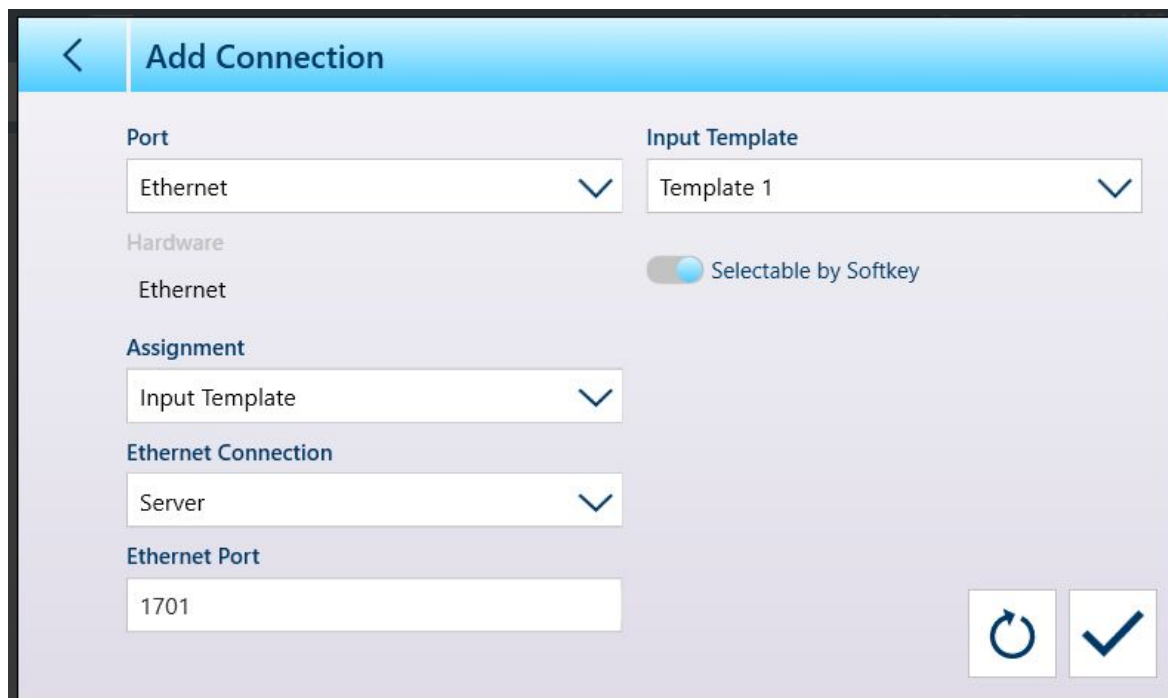 Add Connection
Port
Ethernet
Hardware
Ethernet
Assignment
Input Template
Ethernet Connection
Server
Ethernet Port
1701
Input Template
Template 1
Selectable by Softkey